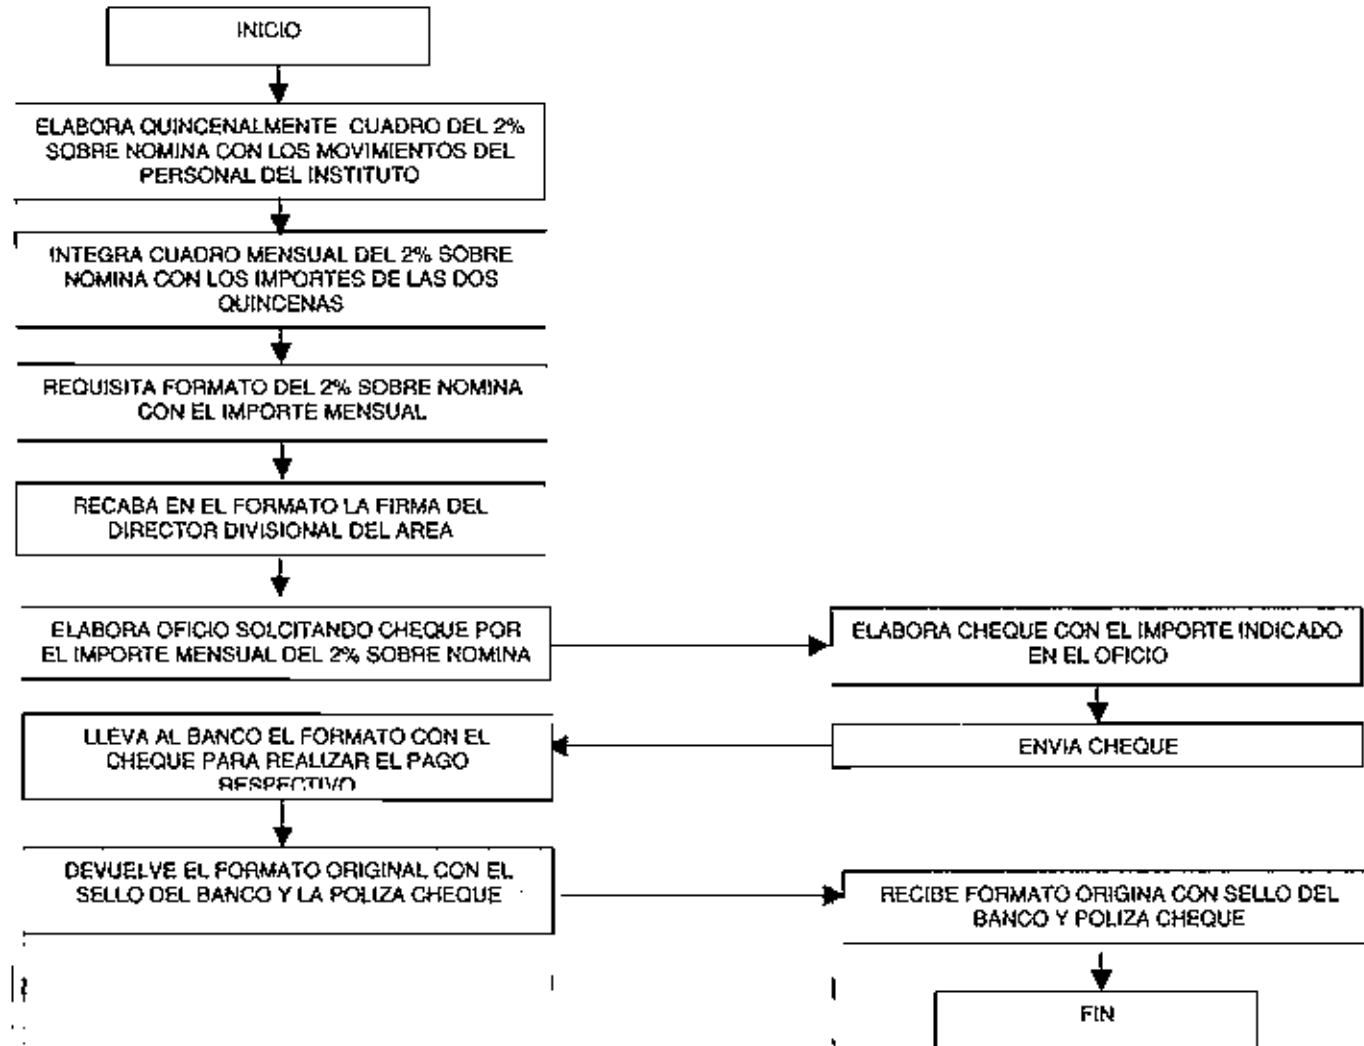 INICIO
ELABORA QUINCENALMENTE CUADRO DEL 2%
SOBRE NOMINA CON LOS MOVIMIENTOS DEL
PERSONAL DEL INSTITUTO
INTEGRA CUADRO MENSUAL DEL 2% SOBRE
NOMINA CON LOS IMPORTES DE LAS DOS
QUINCENAS
REQUISITA FORMATO DEL 2% SOBRE NOMINA
CON EL IMPORTE MENSUAL
RECABA EN EL FORMATO LA FIRMA DEL
DIRECTOR DIVISIONAL DEL AREA
ELABORA OFICIO SOLCITANDO CHEQUE POR
EL IMPORTE MENSUAL DEL 2% SOBRE NOMINA
ELABORA CHEQUE CON EL IMPORTE INDICADO
EN EL OFICIO
ENVIA CHEQUE
LLEVA AL BANCO EL FORMATO CON EL
CHEQUE PARA REALIZAR EL PAGO
RESPECTIVO
DEVUELVE EL FORMATO ORIGINAL CON EL
SELLO DEL BANCO Y LA POLIZA CHEQUE
RECIBE FORMATO ORIGINA CON SELLO DEL
BANCO Y POLIZA CHEQUE
FIN